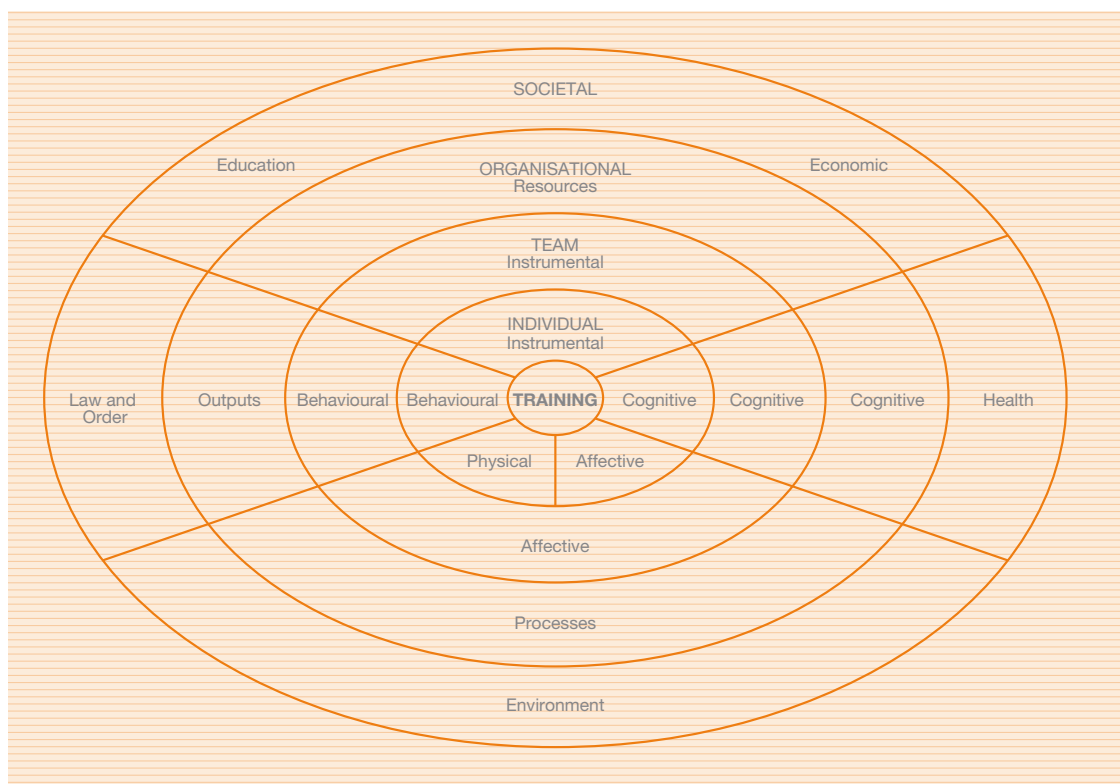 SOCIETAL
Education
Economic
ORGANISATIONAL
Resources
TEAM
Instrumental
INDIVIDUAL
Instrumental
Law and
Order
Outputs
Behavioural
Behavioural
TRAINING
Cognitive
Cognitive
Cognitive
Health
Physical
Affective
Affective
Processes
Environment